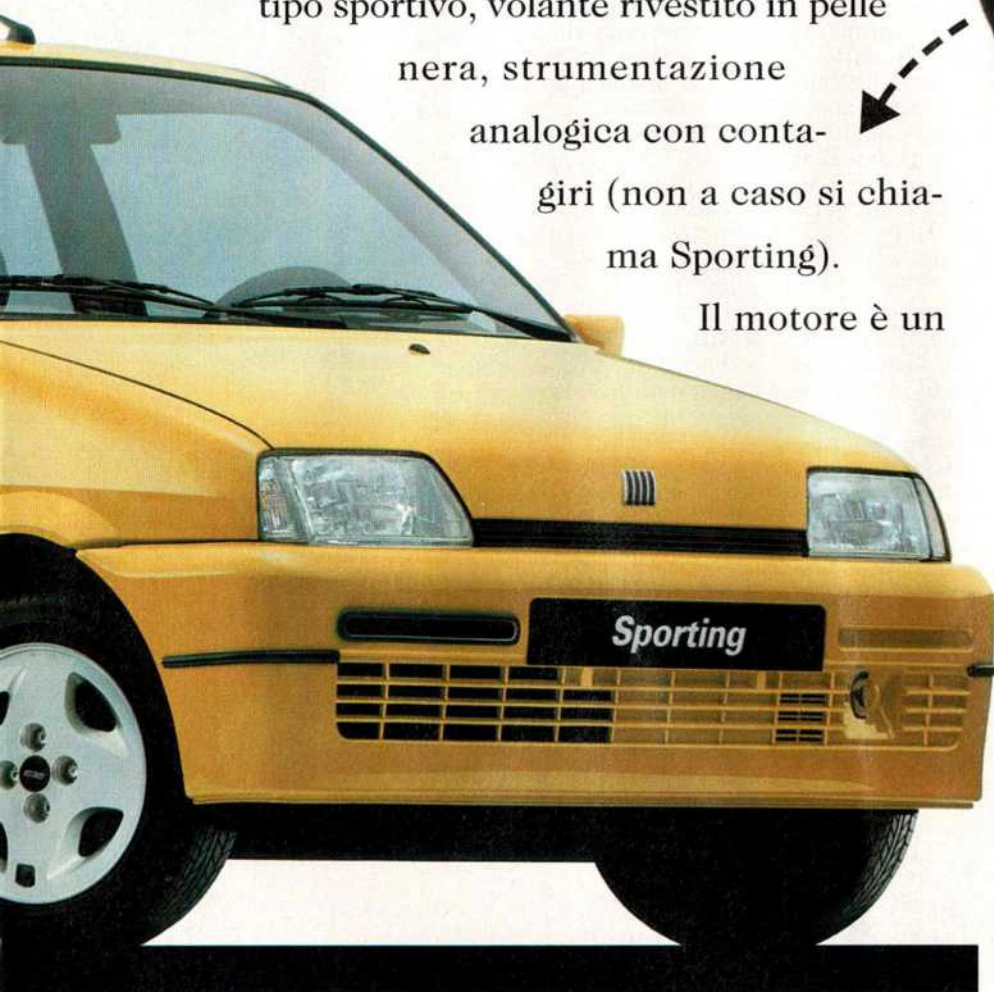 tipo sportivo, volante rivestito in pelle
nera, strumentazione
analogica con conta-
giri (non a caso si chia-
ma Sporting).
Il motore è un
Sporting